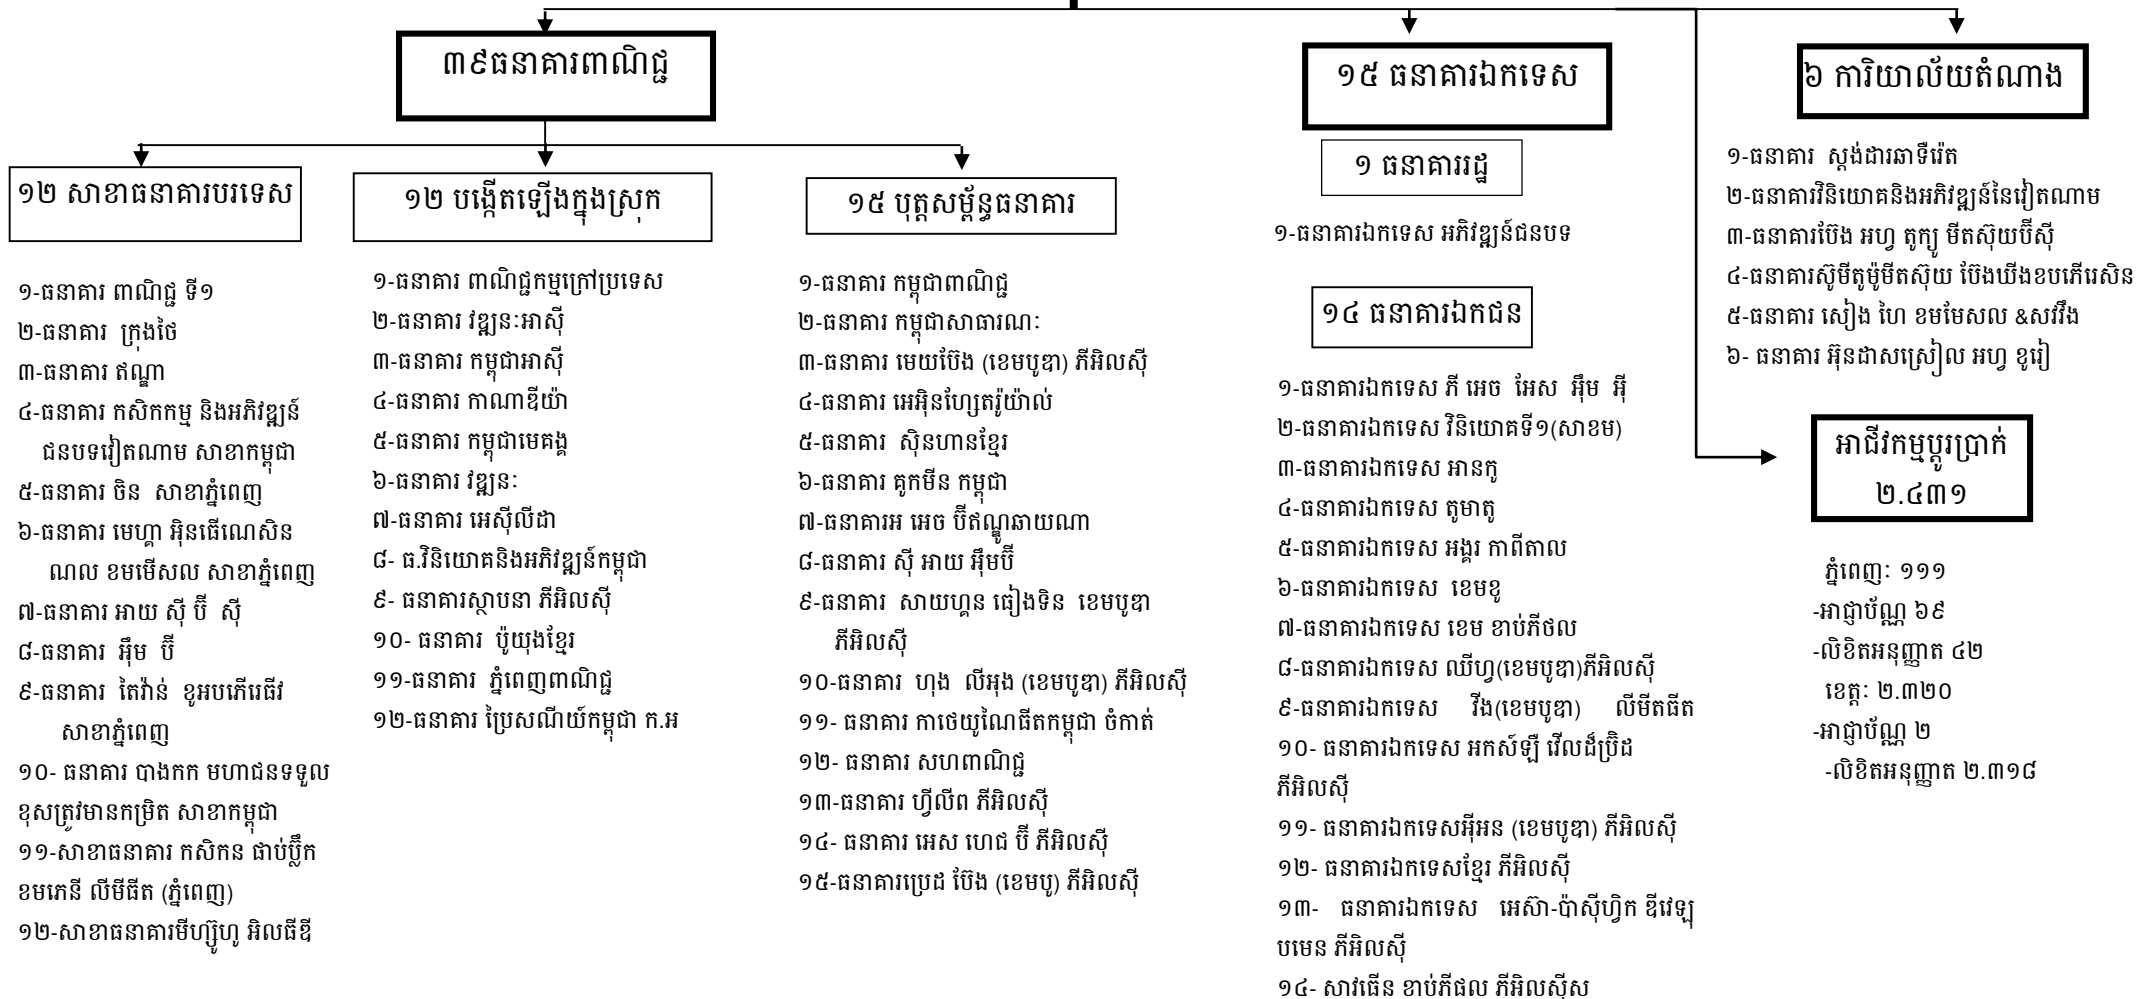 ៣៩ធនាគារពាណិជ្ជ
១២ សាខាធនាគារបរទេស
១-ធនាគារ ពាណិជ្ជ ទី១
២-ធនាគារ ក្រុងថៃ
៣-ធនាគារ ឥណ្ឌា
៤-ធនាគារ កសិកកម្ម និងអភិវឌ្ឍន៍
ជនបទវៀតណាម សាខាកម្ពុជា
៥-ធនាគារ ចិន សាខាភ្នំពេញ
៦-ធនាគារ មេហ្គា អ៊ិនធើណេសិន
ណល ខមមើសល សាខាភ្នំពេញ
៧-ធនាគារ អាយ ស៊ី ប៊ី ស៊ី
៨-ធនាគារ អ៊ឹម ប៊ី
៩-ធនាគារ តៃវ៉ាន់ ខូអបភើរេធីវ
សាខាភ្នំពេញ
១០- ធនាគារ បាងកក មហាជនទទួល
ខុសត្រូវមានកម្រិត សាខាកម្ពុជា
១១-សាខាធនាគារ កសិកន ផាប់ប្លឹក
ខមភេនី លីមីធីត (ភ្នំពេញ)
១២-សាខាធនាគារមីហ្ស៊ូហូ អិលធីឌី
១២ បង្កើតឡើងក្នុងស្រុក
១-ធនាគារ ពាណិជ្ជកម្មក្រៅប្រទេស
២-ធនាគារ វឌ្ឍនៈអាស៊ី
៣-ធនាគារ កម្ពុជាអាស៊ី
៤-ធនាគារ កាណាឌីយ៉ា
៥-ធនាគារ កម្ពុជាមេគង្គ
៦-ធនាគារ វឌ្ឍនៈ
៧-ធនាគារ អេស៊ីលីដា
៨- ធ.វិនិយោគនិងអភិវឌ្ឍន៍កម្ពុជា
៩- ធនាគារស្ថាបនា ភីអិលស៊ី
១០- ធនាគារ ប៉ូយុងខ្មែរ
១១-ធនាគារ ភ្នំពេញពាណិជ្ជ
១២-ធនាគារ ប្រៃសណីយ៍កម្ពុជា ក.អ
១៥ បុត្តសម្ព័ន្ធធនាគារ
១-ធនាគារ កម្ពុជាពាណិជ្ជ
២-ធនាគារ កម្ពុជាសាធារណៈ
៣-ធនាគារ មេយប៊ែង (ខេមបូឌា) ភីអិលស៊ី
៤-ធនាគារ អេអិុនហ្សែតរ៉ូយ៉ាល់
៥-ធនាគារ ស៊ិនហានខ្មែរ
៦-ធនាគារ គូកមីន កម្ពុជា
៧-ធនាគារអ អេច ប៊ីឥណ្ឌូឆាយណា
៨-ធនាគារ ស៊ី អាយ អ៊ឹមប៊ី
៩-ធនាគារ សាយហ្គន ធៀងទិន ខេមបូឌា
ភីអិលស៊ី
១០-ធនាគារ ហុង លីអុង (ខេមបូឌា) ភីអិលស៊ី
១១- ធនាគារ កាថេយូណៃធីតកម្ពុជា ចំកាត់
១២- ធនាគារ សហពាណិជ្ជ
១៣-ធនាគារ ហ្វីលីព ភីអិលស៊ី
១៤- ធនាគារ អេស ហេជ ប៊ី ភីអិលស៊ី
១៥-ធនាគារប្រេដ ប៊ែង (ខេមបូ) ភីអិលស៊ី
១៥ ធនាគារឯកទេស
១ ធនាគាររដ្ឋ
១-ធនាគារឯកទេស អភិវឌ្ឍន៍ជនបទ
១៤ ធនាគារឯកជន
១-ធនាគារឯកទេស ភី អេច អែស អ៊ឹម អ៊ី
២-ធនាគារឯកទេស វិនិយោគទី១(សាខម)
៣-ធនាគារឯកទេស អានកូ
៤-ធនាគារឯកទេស តូមាតូ
៥-ធនាគារឯកទេស អង្គរ កាពីតាល
៦-ធនាគារឯកទេស ខេមខូ
៧-ធនាគារឯកទេស ខេម ខាប់ភីថល
៨-ធនាគារឯកទេស ឈីហ្វ(ខេមបូឌា)ភីអិលស៊ី
៩-ធនាគារឯកទេស វីង(ខេមបូឌា) លីមីតធីត
១០- ធនាគារឯកទេស អកស៍ឡឺ វើលដ៏ប្រ៊ិដ
ភីអិលស៊ី
១១- ធនាគារឯកទេសអ៊ីអន (ខេមបូឌា) ភីអិលស៊ី
១២- ធនាគារឯកទេសខ្មែរ ភីអិលស៊ី
១៣- ធនាគារឯកទេស អេស៊ា-ប៉ាស៊ីហ្វិក ឌីវេឡុ
បមេន ភីអិលស៊ី
១៤- សាវធើន ខាប់ភីផល ភីអិលស៊ីស
៦ ការិយាល័យតំណាង
១-ធនាគារ ស្តង់ដារឆាទឺរ៉េត
២-ធនាគារវិនិយោគនិងអភិវឌ្ឍន៍នៃវៀតណាម
៣-ធនាគារប៊ែង អហ្វ តូក្យូ មីតស៊ុយប៊ីស៊ី
៤-ធនាគារស៊ូមីតូម៉ូមីតស៊ុយ ប៊ែងឃីងខបភើរេសិន
៥-ធនាគារ សៀង ហៃ ខមមែសល &សវវឹង
៦- ធនាគារ អ៊ុនដាសស្រៀល អហ្វ ខូរៀ
អាជីវកម្មប្តូរប្រាក់
២.៤៣១
ភ្នំពេញៈ ១១១
-អាជ្ញាប័ណ្ណ ៦៩
-លិខិតអនុញ្ញាត ៤២
ខេត្តៈ ២.៣២០
-អាជ្ញាប័ណ្ណ ២
-លិខិតអនុញ្ញាត ២.៣១៨